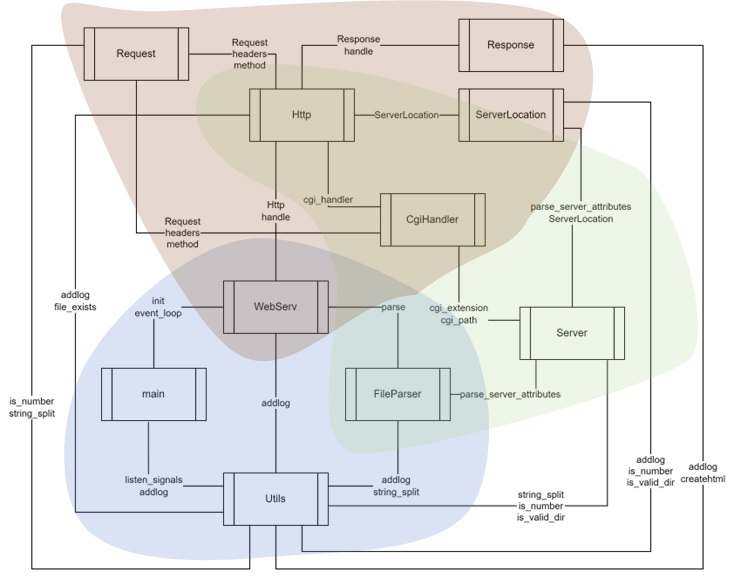 Request
headers
method
Response
handle
Response
Request
Http
ServerLocation
ServerLocation
cgi_handler
Http
handle
CgiHandler
parse_server_attributes
ServerLocation
Request
headers
method
addlog
file_exists
init
event_loop
WebServ
parse
cgi_extension
cgi_path
Server
main
FileParser
parse_server_attributes
is_number
string_split
addlog
listen_signals
addlog
addlog
string_split
Utils
string_split
is_number
is_valid_dir
addlog
is_number
is_valid_dir
addlog
createhtml